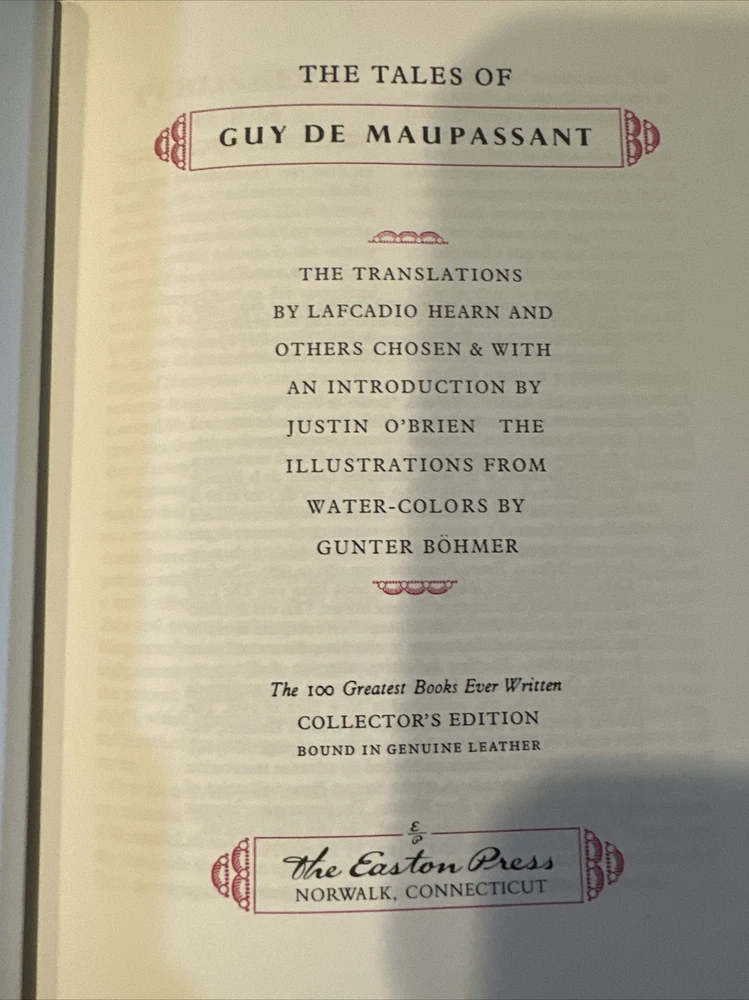 THE TALES OF
GUY DE MAUPASSANT
THE TRANSLATIONS
BY LAFCADIO HEARN AND
OTHERS CHOSEN & WITH
AN INTRODUCTION BY
JUSTIN O'BRIEN THE
ILLUSTRATIONS FROM
WATER-COLORS BY
GUNTER BÖHMER
The 100 Greatest Books Ever Written
COLLECTOR'S EDITION
BOUND IN GENUINE LEATHER
E
P
The Easton Press
NORWALK, CONNECTICUT